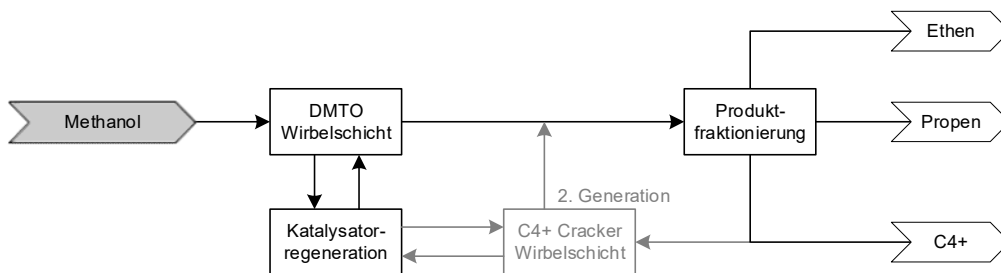 Ethen
Methanol
DMTO
Wirbelschicht
Produkt-
fraktionierung
Propen
2. Generation
Katalysator-
regeneration
C4+ Cracker
Wirbelschicht
C4+